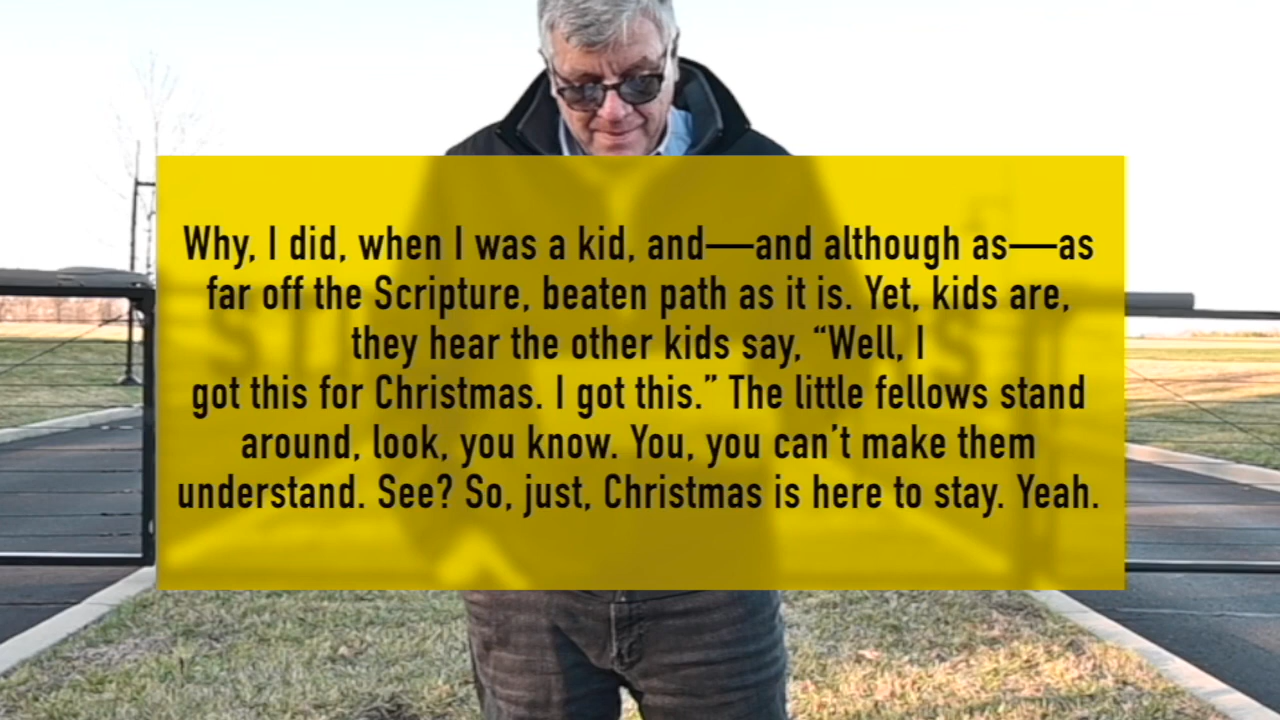 Why, I did, when I was a kid, and—and although as—as
far off the Scripture, beaten path as it is. Yet, kids are,
they hear the other kids say, “Well, I
got this for Christmas. I got this.” The little fellows stand
around, look, you know. You, you can’t make them
understand. See? So, just, Christmas is here to stay. Yeah.